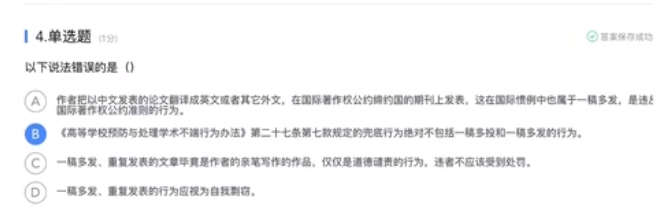 4.单选题 (1分)
答案保存成功
以下说法错误的是（）
A 作者把以中文发表的论文翻译成英文或者其它外文，在国际著作权公约缔约国的期刊上发表，这在国际惯例中也属于一稿多发，是违反
国际著作权公约准则的行为。
B 《高等学校预防与处理学术不端行为办法》第二十七条第七款规定的兜底行为绝对不包括一稿多投和一稿多发的行为。
C 一稿多发、重复发表的文章毕竟是作者的亲笔写作的作品，仅仅是道德谴责的行为，违者不应该受到处罚。
D 一稿多发、重复发表的行为应视为自我剽窃。